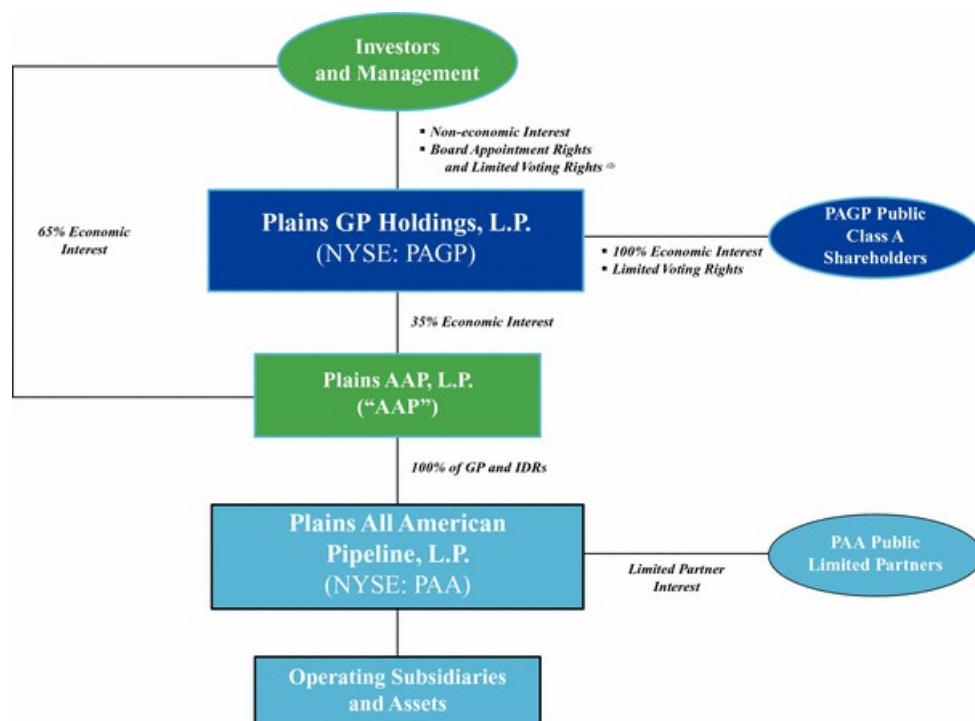 Investors
and Management
▪ Non-economic Interest
▪ Board Appointment Rights
and Limited Voting Rights
65% Economic
Interest
Plains GP Holdings, L.P.
(NYSE: PAGP)
PAGP Public
Class A
Shareholders
▪ 100% Economic Interest
▪ Limited Voting Rights
35% Economic Interest
Plains AAP, L.P.
(“AAP”)
100% of GP and IDRs
Plains All American
Pipeline, L.P.
(NYSE: PAA)
PAA Public
Limited Partners
Limited Partner
Interest
Operating Subsidiaries
and Assets